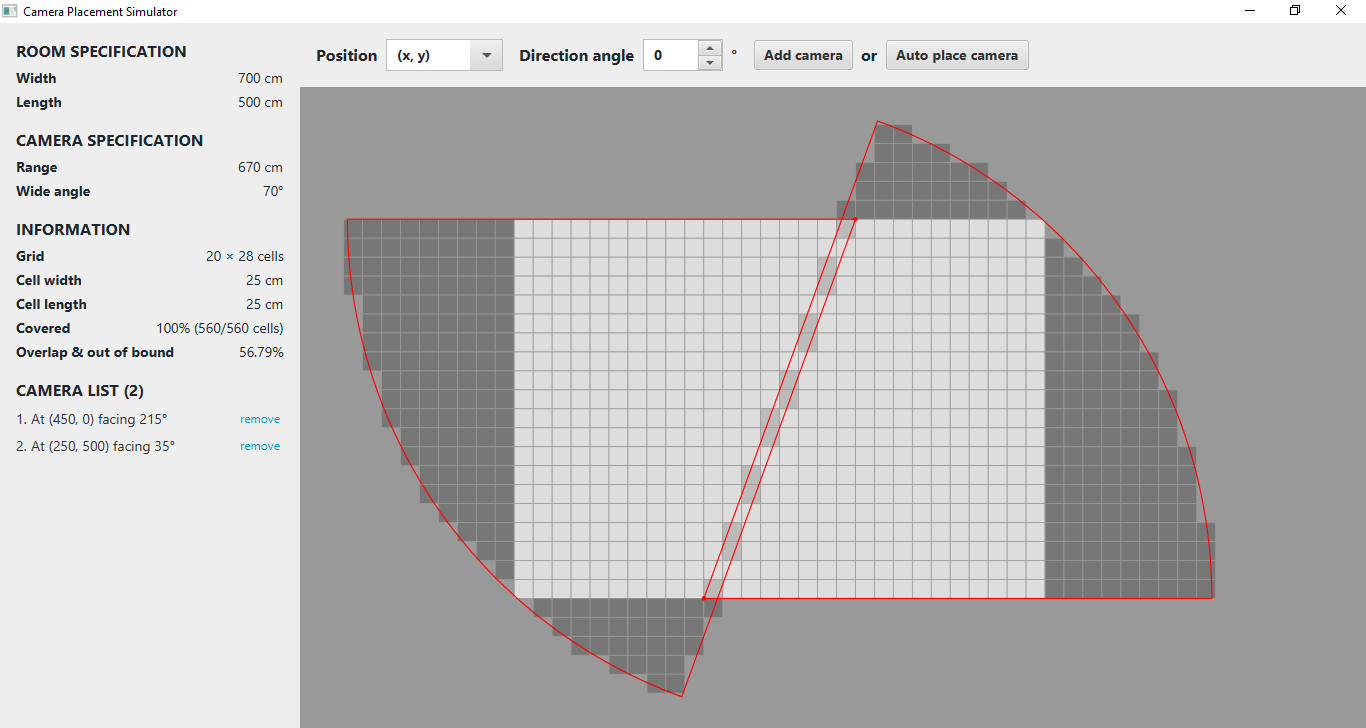 Camera Placement Simulator
ROOM SPECIFICATION
Width 700 cm
Length 500 cm
CAMERA SPECIFICATION
Range 670 cm
Wide angle 70°
INFORMATION
Grid 20 × 28 cells
Cell width 25 cm
Cell length 25 cm
Covered 100% (560/560 cells)
Overlap & out of bound 56.79%
CAMERA LIST (2)
1. At (450, 0) facing 215° remove
2. At (250, 500) facing 35° remove
Position (x, y) Direction angle 0 ° Add camera or Auto place camera